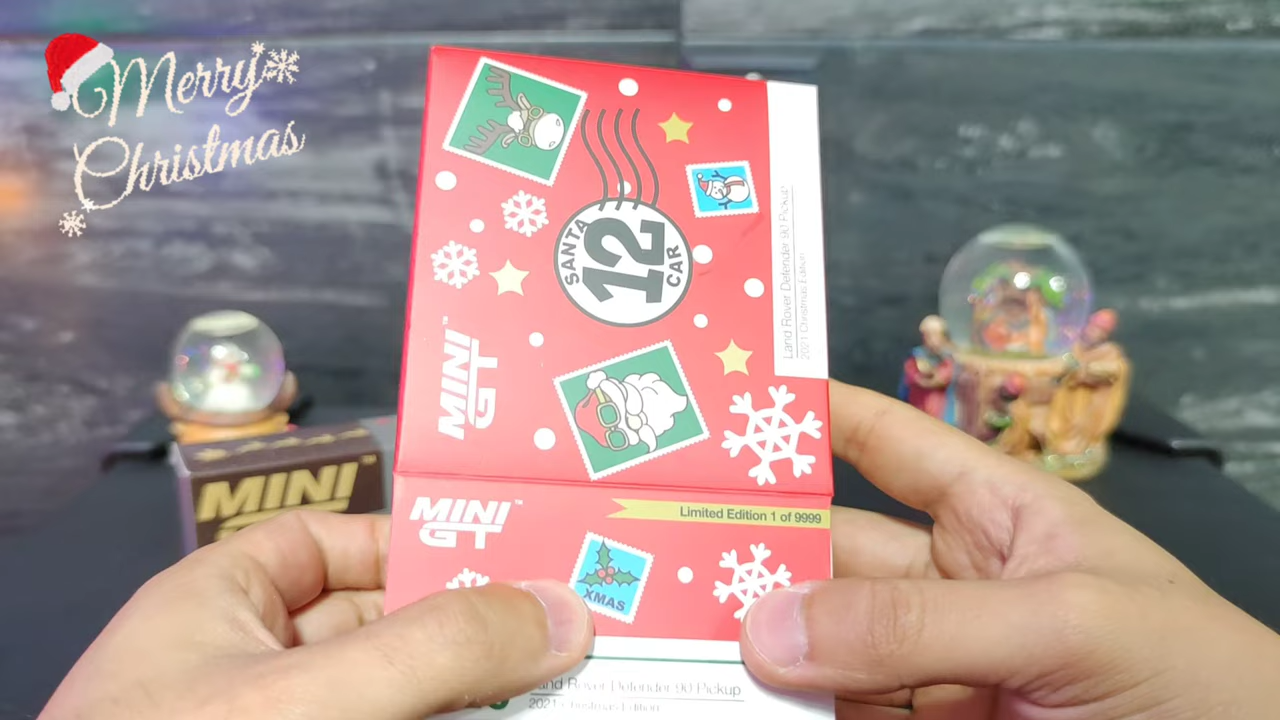 Merry
Christmas
SANTA
12
CAR
Land Rover Defender 90 Pickup
2021 Christmas Edition
MINI
GT
MINI
GT
Limited Edition 1 of 9999
XMAS
MINI
Land Rover Defender 90 Pickup
2021 Christmas Edition